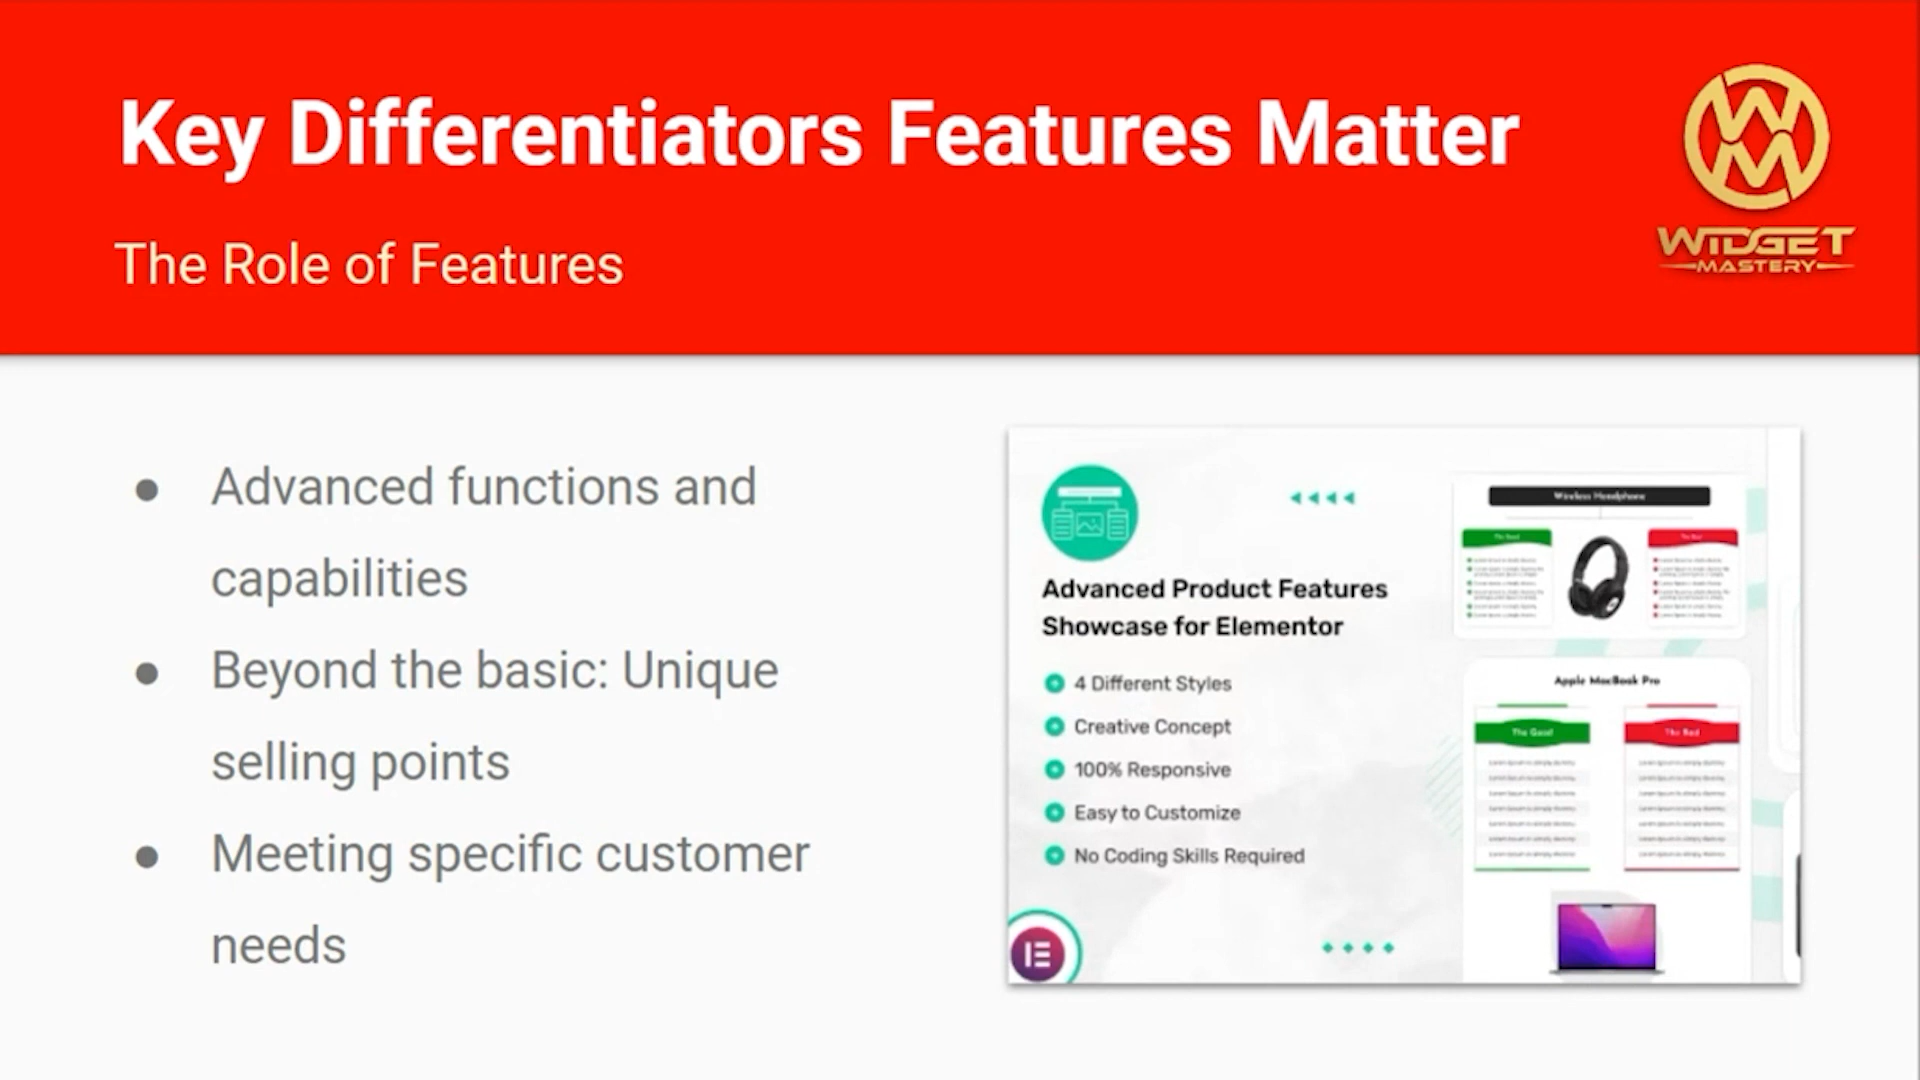 Key Differentiators Features Matter
The Role of Features
WIDGET
MASTERY
Advanced functions and
capabilities
Beyond the basic: Unique
selling points
Meeting specific customer
needs
Advanced Product Features
Showcase for Elementor
4 Different Styles
Creative Concept
100% Responsive
Easy to Customize
No Coding Skills Required
Wireless Headphone
The Good
The Bad
Apple MacBook Pro
The Good
The Bad